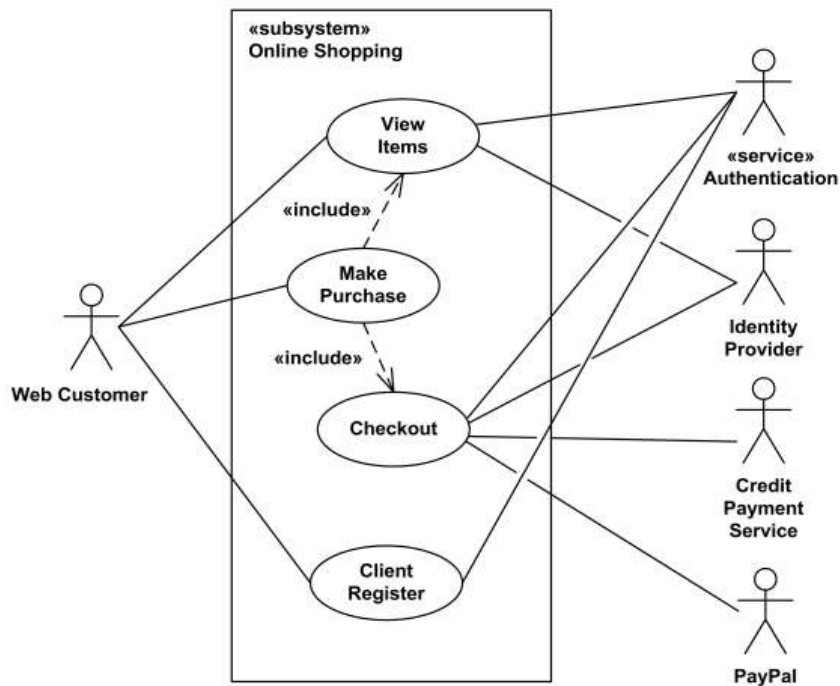 «subsystem»
Online Shopping
View
Items
«include»
Make
Purchase
«include»
Checkout
Client
Register
Web Customer
«service»
Authentication
Identity
Provider
Credit
Payment
Service
PayPal